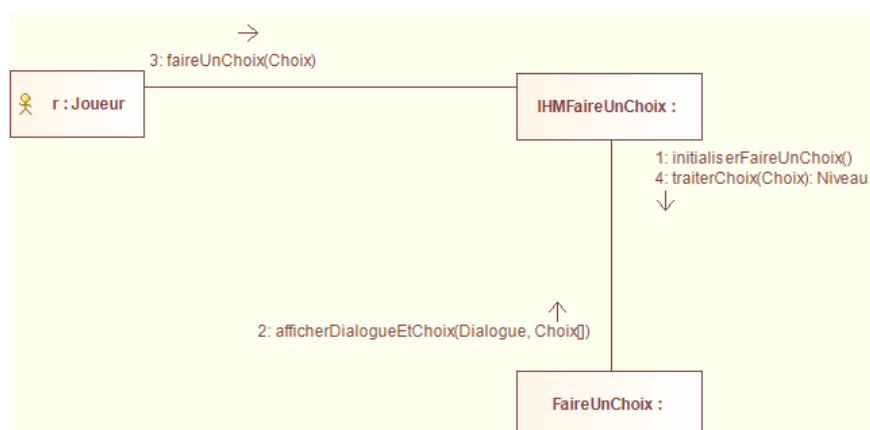 3: faireUnChoix(Choix)
r : Joueur
IHMFaireUnChoix :
1: initialiserFaireUnChoix()
4: traiterChoix(Choix): Niveau
2: afficherDialogueEtChoix(Dialogue, Choix[])
FaireUnChoix :